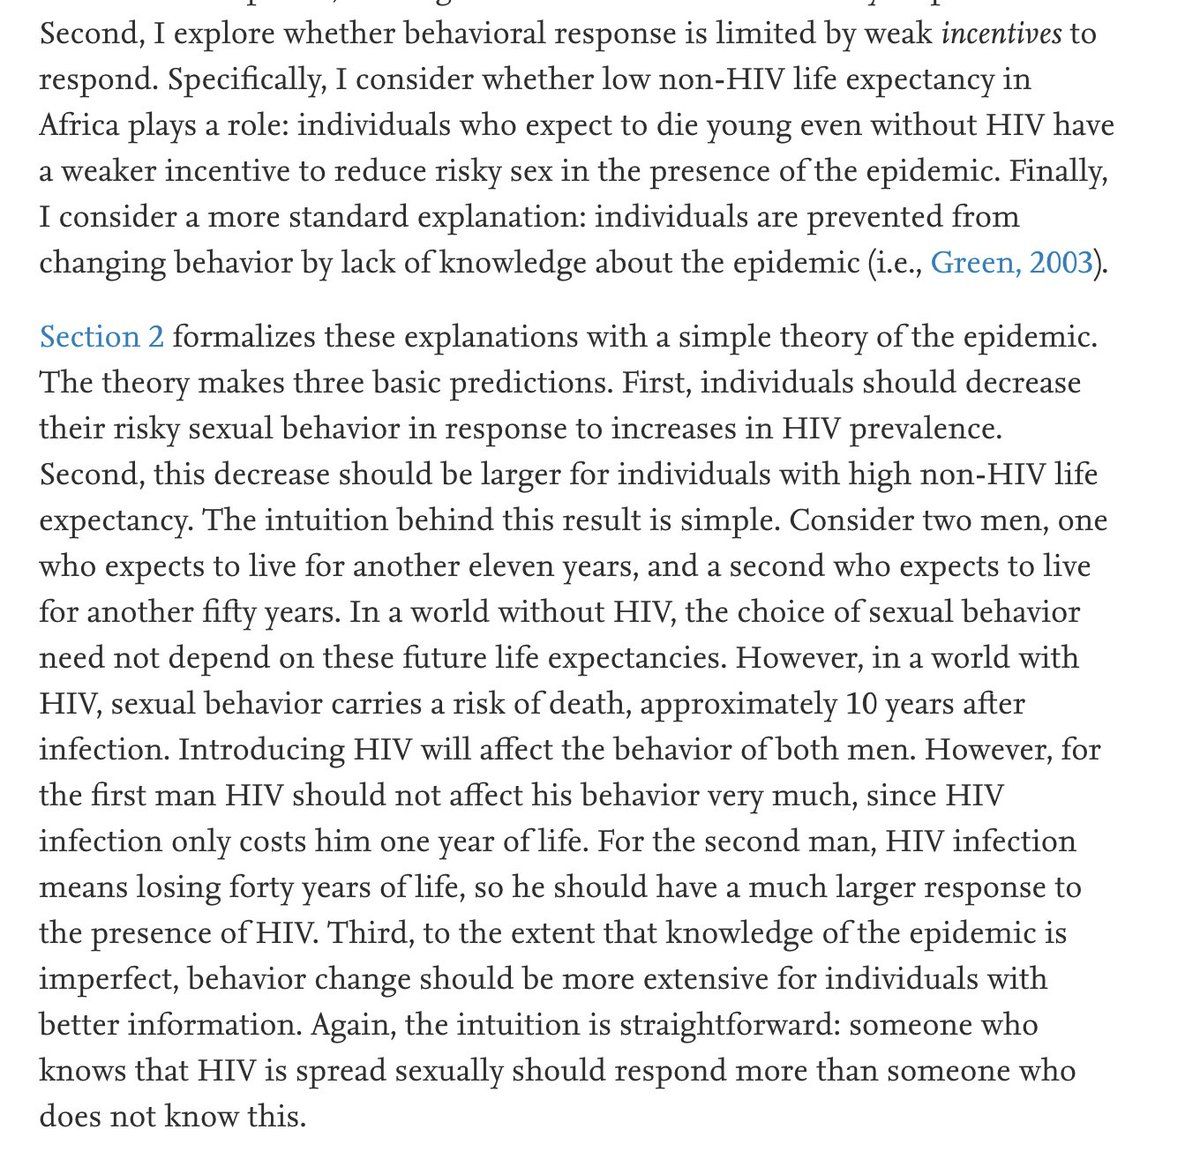 Second, I explore whether behavioral response is limited by weak incentives to
respond. Specifically, I consider whether low non-HIV life expectancy in
Africa plays a role: individuals who expect to die young even without HIV have
a weaker incentive to reduce risky sex in the presence of the epidemic. Finally,
I consider a more standard explanation: individuals are prevented from
changing behavior by lack of knowledge about the epidemic (i.e., Green, 2003).
Section 2 formalizes these explanations with a simple theory of the epidemic.
The theory makes three basic predictions. First, individuals should decrease
their risky sexual behavior in response to increases in HIV prevalence.
Second, this decrease should be larger for individuals with high non-HIV life
expectancy. The intuition behind this result is simple. Consider two men, one
who expects to live for another eleven years, and a second who expects to live
for another fifty years. In a world without HIV, the choice of sexual behavior
need not depend on these future life expectancies. However, in a world with
HIV, sexual behavior carries a risk of death, approximately 10 years after
infection. Introducing HIV will affect the behavior of both men. However, for
the first man HIV should not affect his behavior very much, since HIV
infection only costs him one year of life. For the second man, HIV infection
means losing forty years of life, so he should have a much larger response to
the presence of HIV. Third, to the extent that knowledge of the epidemic is
imperfect, behavior change should be more extensive for individuals with
better information. Again, the intuition is straightforward: someone who
knows that HIV is spread sexually should respond more than someone who
does not know this.